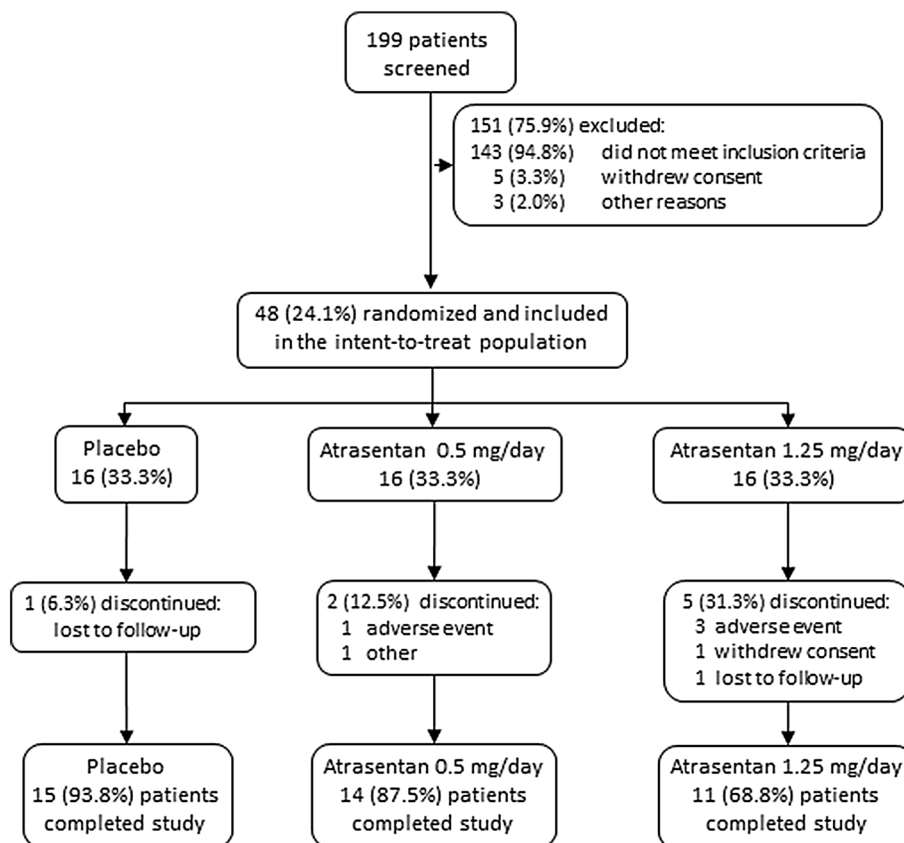 199 patients
screened
151 (75.9%) excluded:
143 (94.8%) did not meet inclusion criteria
5 (3.3%) withdrew consent
3 (2.0%) other reasons
48 (24.1%) randomized and included
in the intent-to-treat population
Placebo
16 (33.3%)
Atrasentan 0.5 mg/day
16 (33.3%)
Atrasentan 1.25 mg/day
16 (33.3%)
1 (6.3%) discontinued:
lost to follow-up
2 (12.5%) discontinued:
1 adverse event
1 other
5 (31.3%) discontinued:
3 adverse event
1 withdrew consent
1 lost to follow-up
Placebo
15 (93.8%) patients
completed study
Atrasentan 0.5 mg/day
14 (87.5%) patients
completed study
Atrasentan 1.25 mg/day
11 (68.8%) patients
completed study